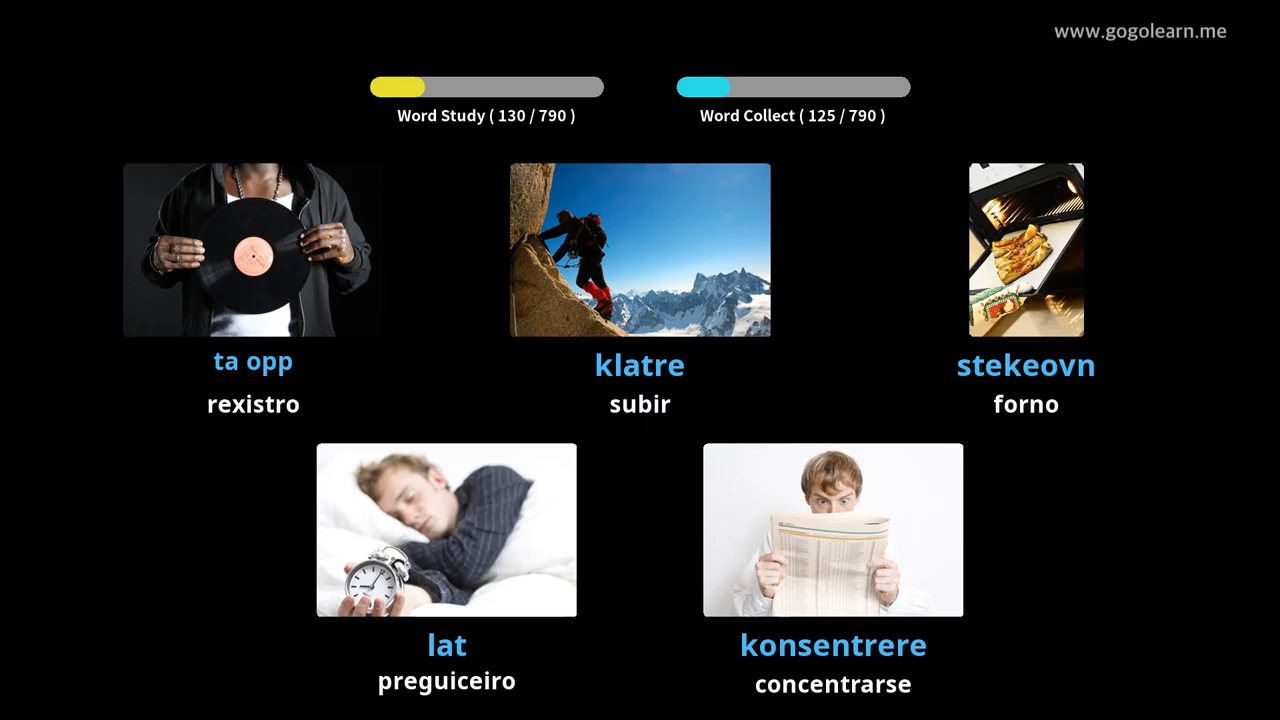 www.gogolearn.me
Word Study ( 130 / 790 )
Word Collect ( 125 / 790 )
ta opp
rexistro
klatre
subir
stekeovn
forno
lat
preguiceiro
konsentrere
concentrarse